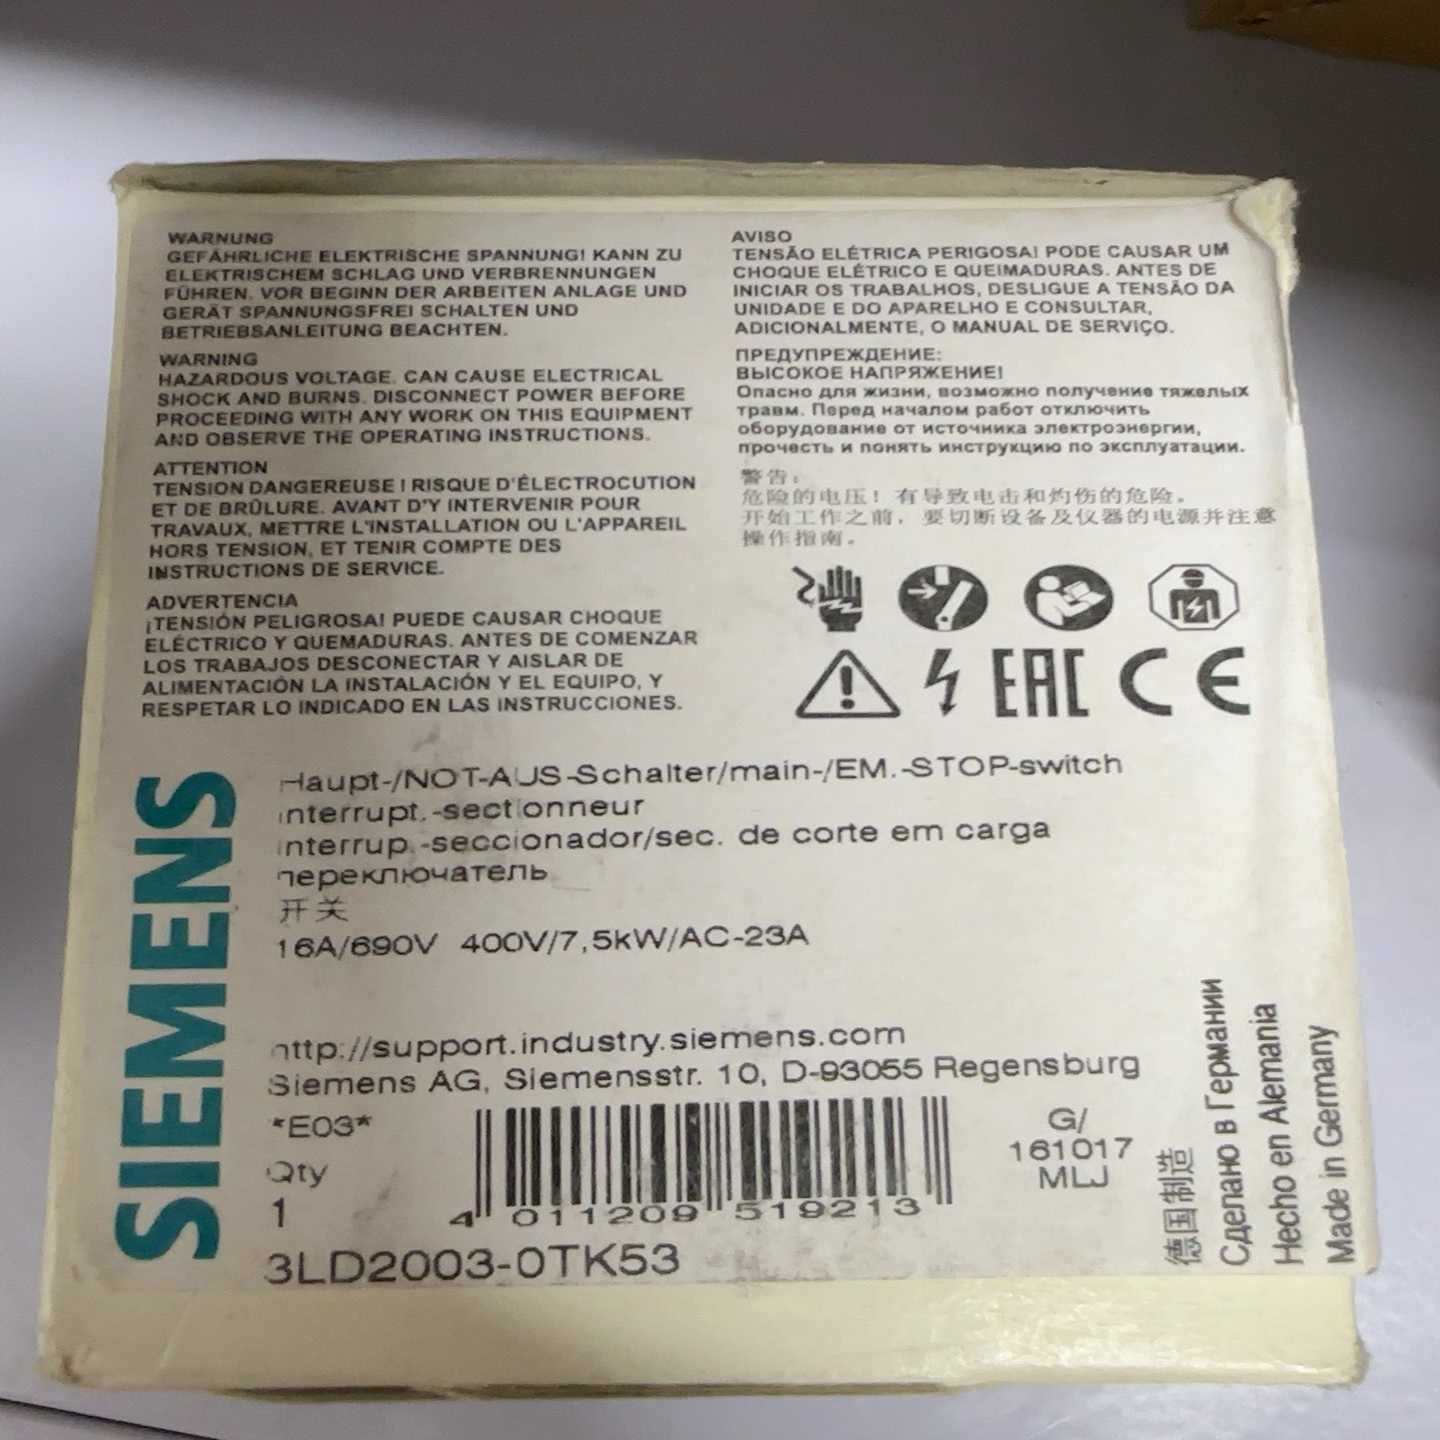 WARNUNG
GEFÄHRLICHE ELEKTRISCHE SPANNUNG! KANN ZU
ELEKTRISCHEM SCHLAG UND VERBRENNUNGEN
FÜHREN. VOR BEGINN DER ARBEITEN ANLAGE UND
GERÄT SPANNUNGSFREI SCHALTEN UND
BETRIEBSANLEITUNG BEACHTEN.
WARNING
HAZARDOUS VOLTAGE. CAN CAUSE ELECTRICAL
SHOCK AND BURNS. DISCONNECT POWER BEFORE
PROCEEDING WITH ANY WORK ON THIS EQUIPMENT
AND OBSERVE THE OPERATING INSTRUCTIONS.
ATTENTION
TENSION DANGEREUSE ! RISQUE D'ÉLECTROCUTION
ET DE BRÛLURE. AVANT D'Y INTERVENIR POUR
TRAVAUX, METTRE L'INSTALLATION OU L'APPAREIL
HORS TENSION, ET TENIR COMPTE DES
INSTRUCTIONS DE SERVICE.
ADVERTENCIA
¡TENSIÓN PELIGROSA! PUEDE CAUSAR CHOQUE
ELÉCTRICO Y QUEMADURAS. ANTES DE COMENZAR
LOS TRABAJOS DESCONECTAR Y AISLAR DE
ALIMENTACIÓN LA INSTALACIÓN Y EL EQUIPO, Y
RESPETAR LO INDICADO EN LAS INSTRUCCIONES.
AVISO
TENSÃO ELÉTRICA PERIGOSA! PODE CAUSAR UM
CHOQUE ELÉTRICO E QUEIMADURAS. ANTES DE
INICIAR OS TRABALHOS, DESLIGUE A TENSÃO DA
UNIDADE E DO APARELHO E CONSULTAR,
ADICIONALMENTE, O MANUAL DE SERVIÇO.
ПРЕДУПРЕЖДЕНИЕ:
ВЫСОКОЕ НАПРЯЖЕНИЕ!
Опасно для жизни, возможно получение тяжелых
травм. Перед началом работ отключить
оборудование от источника электроэнергии,
прочесть и понять инструкцию по эксплуатации.
警告：
危险的电压！有导致电击和灼伤的危险。
开始工作之前，要切断设备及仪器的电源并注意
操作指南。
EAC CE
SIEMENS
Haupt-/NOT-AUS-Schalter/main-/EM.-STOP-switch
interrupt.-sectionneur
interrup.-seccionador/sec. de corte em carga
переключатель
开关
16A/690V 400V/7,5kW/AC-23A
http://support.industry.siemens.com
Siemens AG, Siemensstr. 10, D-93055 Regensburg
*E03*
Qty
1
4 011209 519213
G/
161017
MLJ
3LD2003-0TK53
德国制造
Сделано в Германии
Hecho en Alemania
Made in Germany